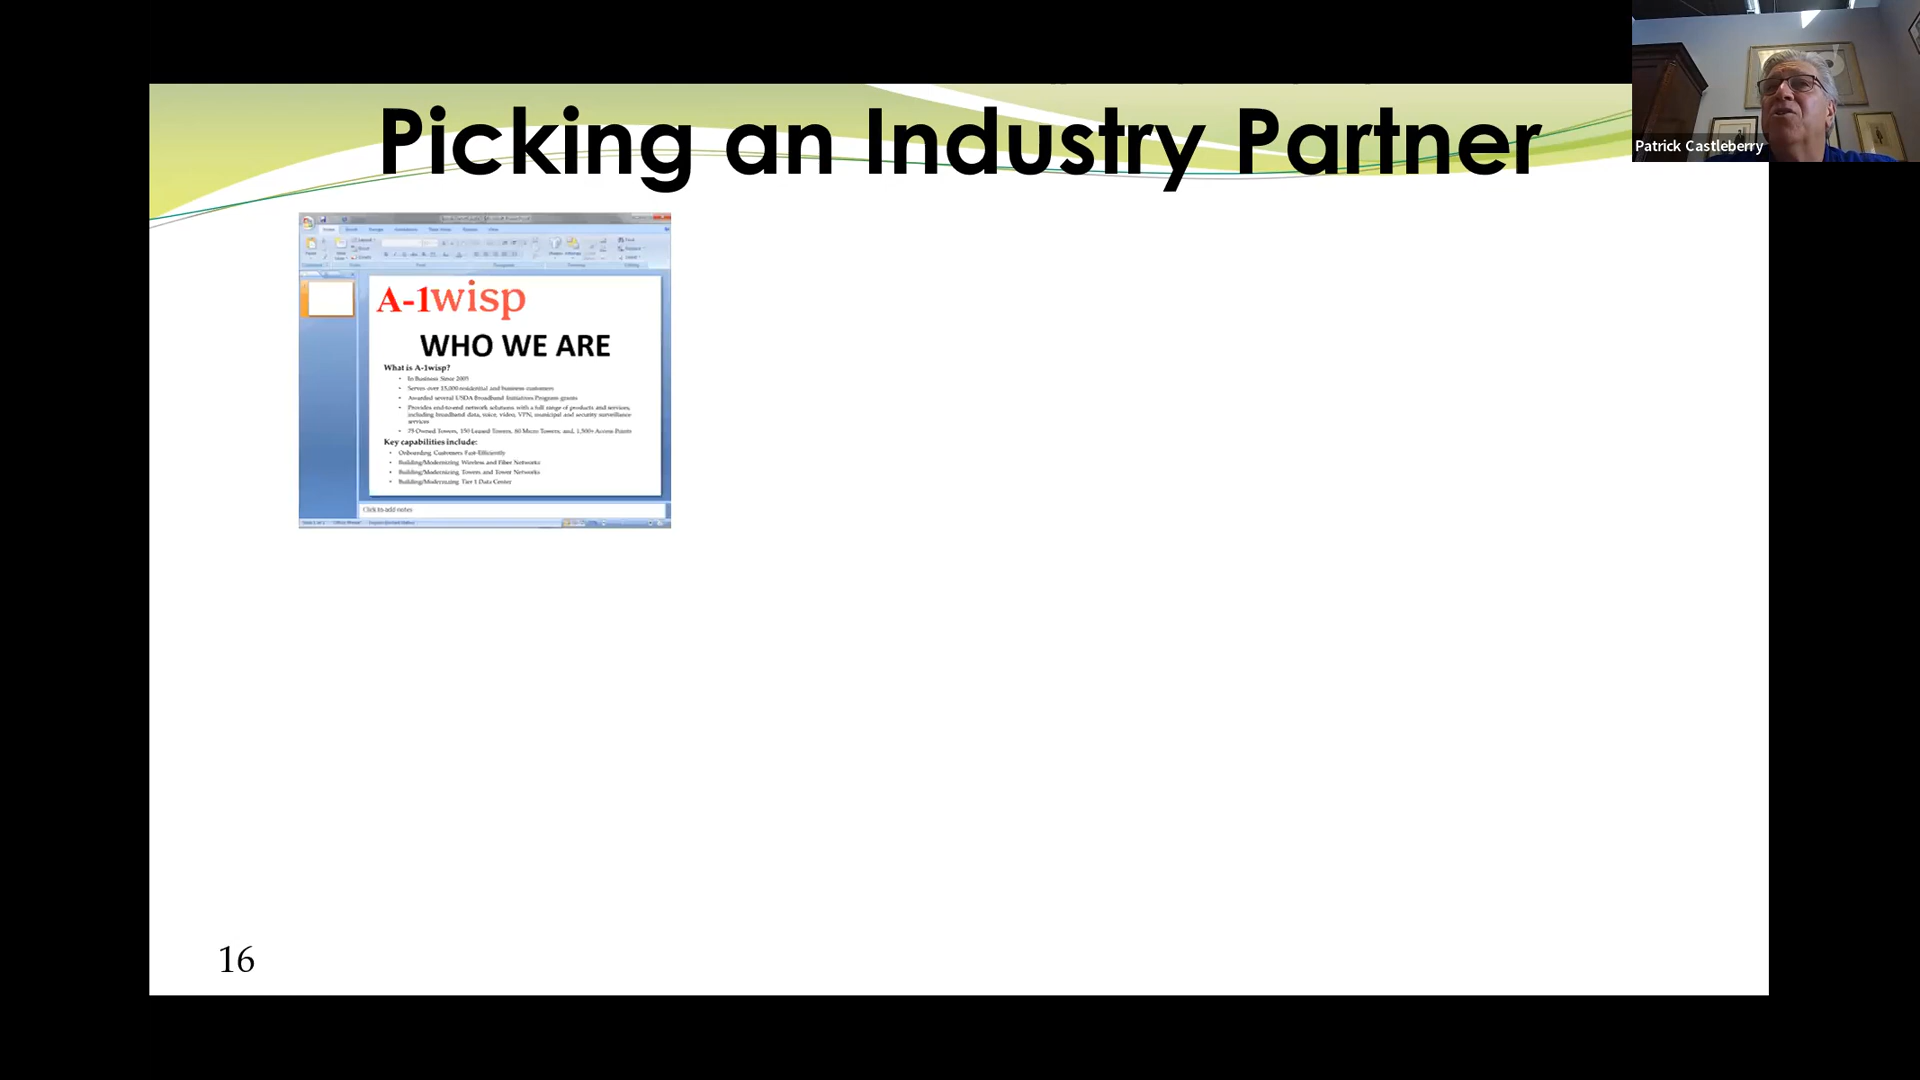 Picking an Industry Partner
Patrick Castleberry
A-1wisp
WHO WE ARE
What is A-1wisp?
• In Business Since 2005
• Serves over 15,000 residential and business customers
• Awarded several USDA Broadband Initiatives Program grants
• Provides end-to-end network solutions with a full range of products and services,
including broadband data, voice, video, VPN, municipal and security surveillance
services
• 75 Owned Towers, 150 Leased Towers, 60 Micro Towers, and, 1,500+ Access Points
Key capabilities include:
• Onboarding Customers Fast-Efficiently
• Building/Modernizing Wireless and Fiber Networks
• Building/Modernizing Towers and Tower Networks
• Building/Modernizing Tier 1 Data Center
Click to add notes
16